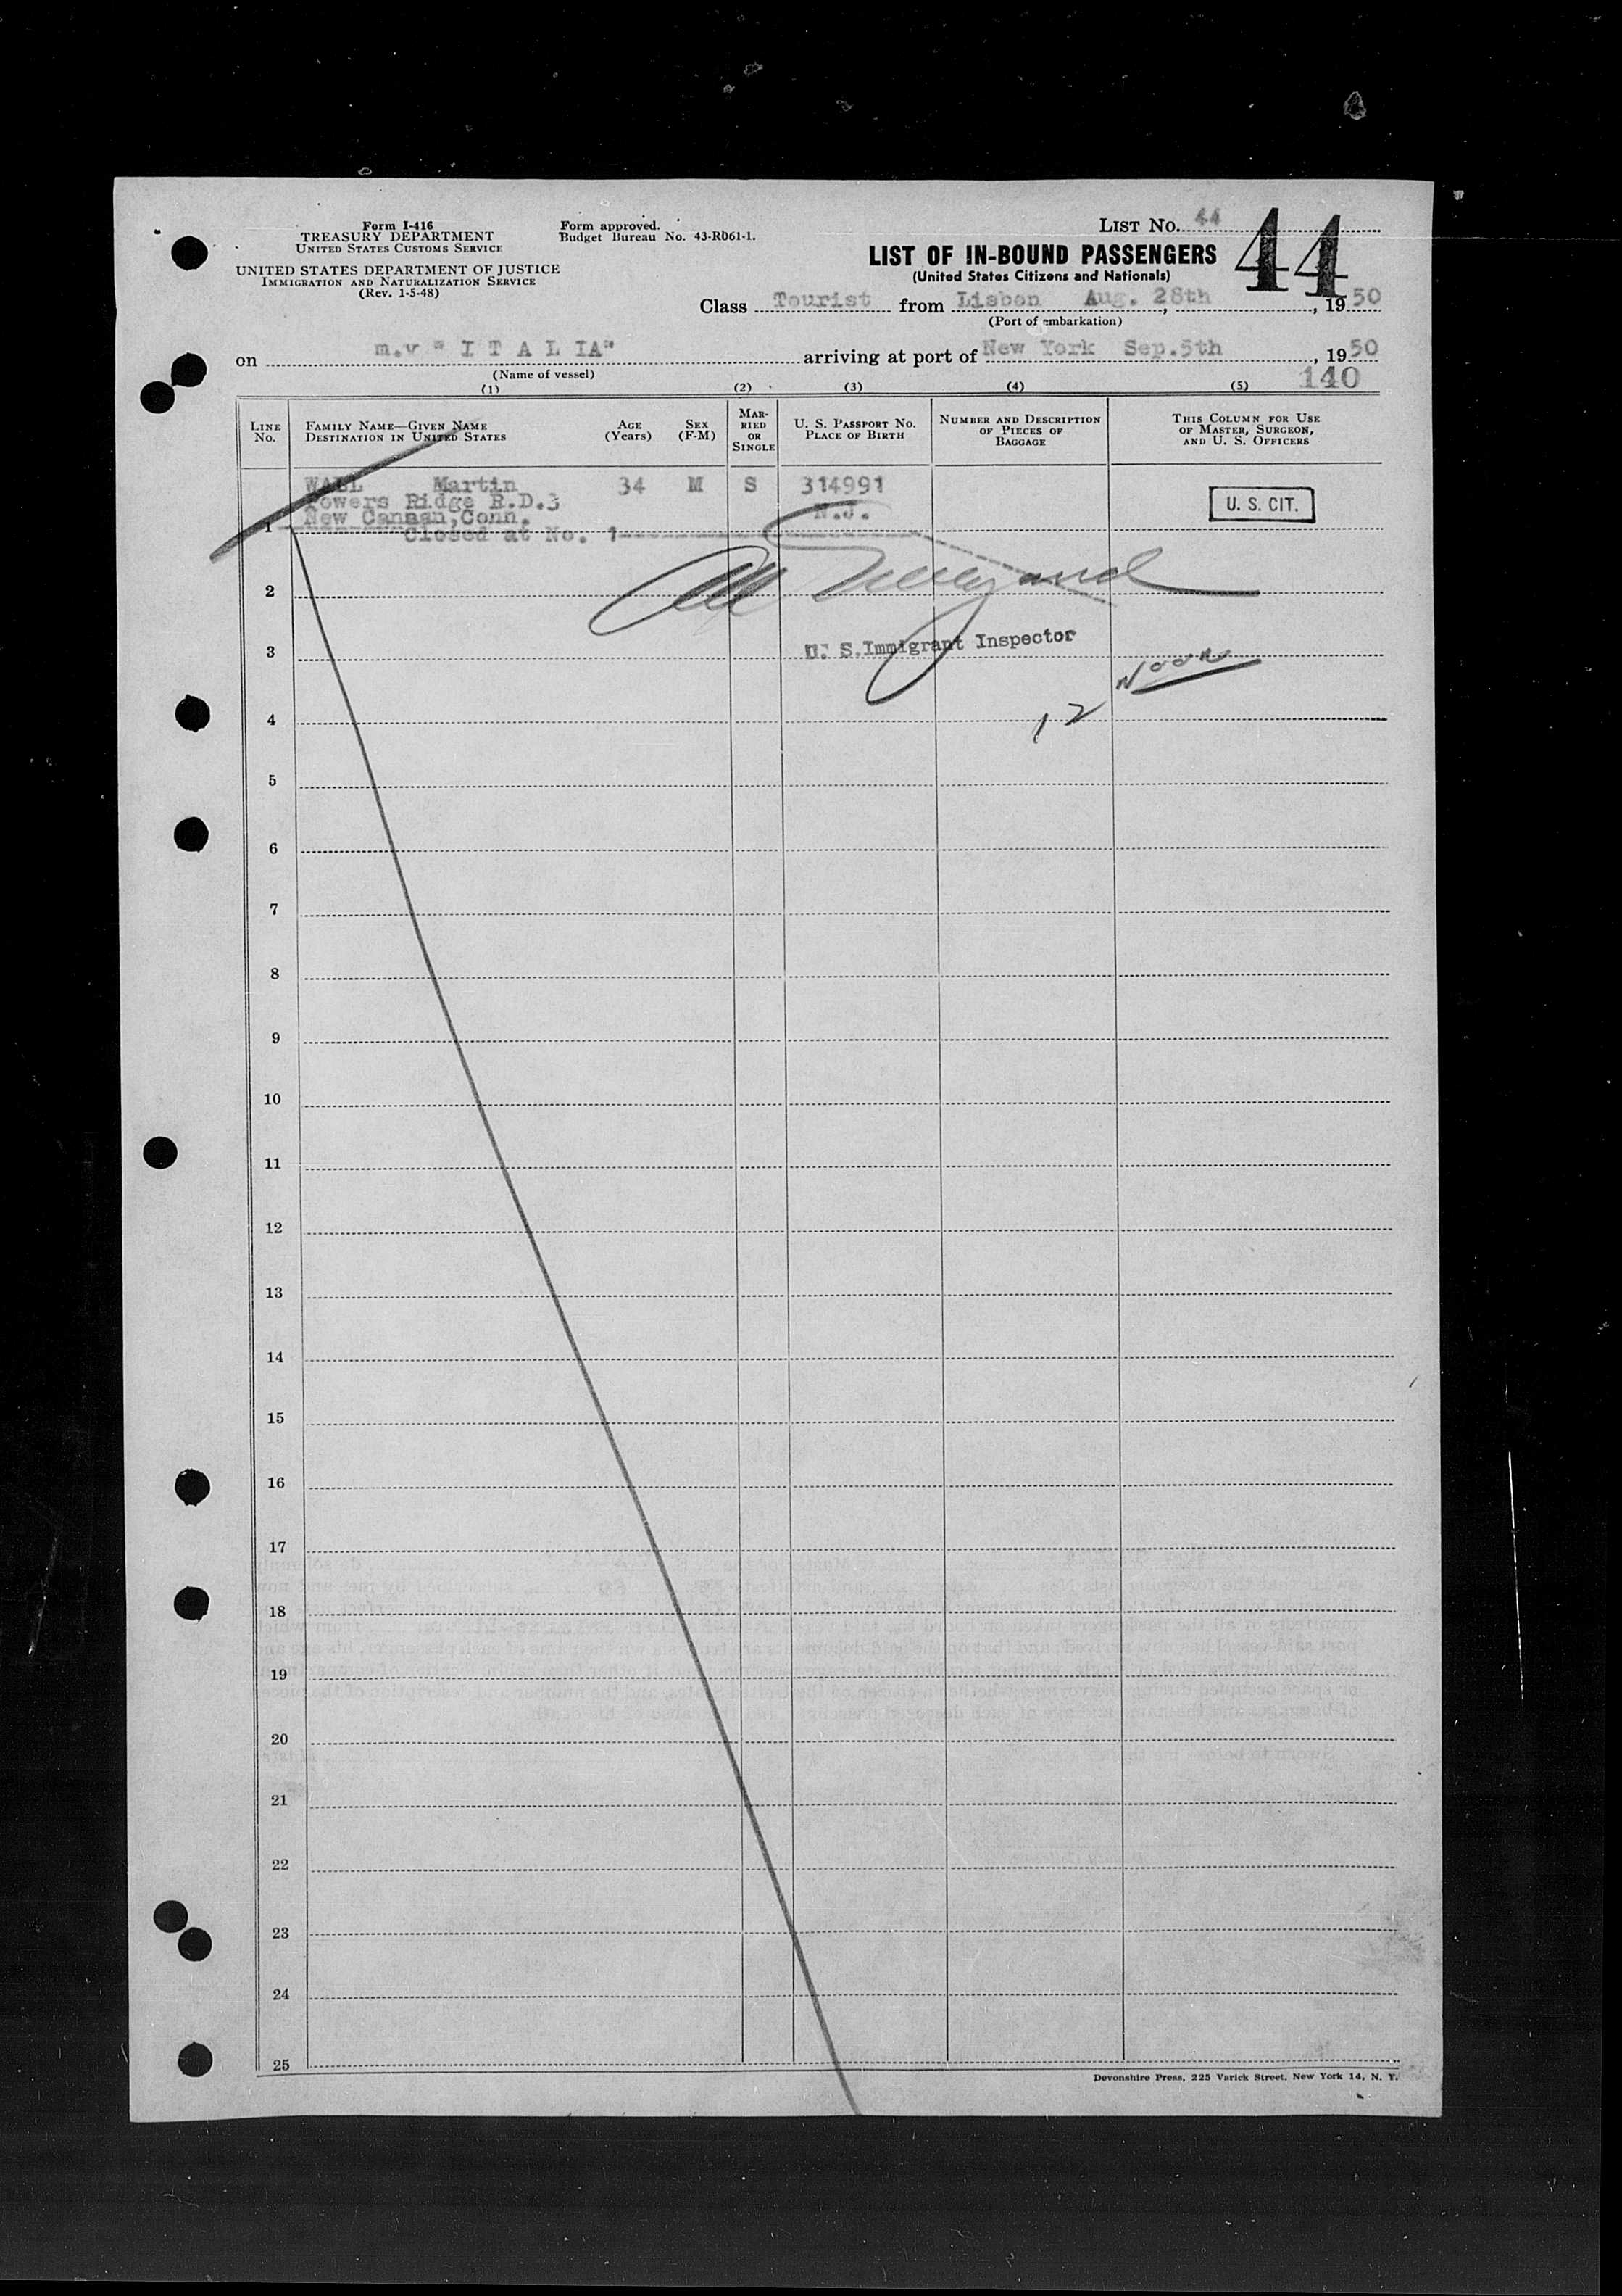 Form I-416
TREASURY DEPARTMENT
UNITED STATES CUSTOMS SERVICE
UNITED STATES DEPARTMENT OF JUSTICE
IMMIGRATION AND NATURALIZATION SERVICE
(Rev. 1-5-48)
Form approved.
Budget Bureau No. 43-R061-1.
LIST No. 44
44
LIST OF IN-BOUND PASSENGERS
(United States Citizens and Nationals)
Class Tourist from Lisbon Aug. 28th, 1950
(Port of embarkation)
on m.v "I T A L IA" arriving at port of New York Sep.5th, 1950
(Name of vessel)
140
(1) (2) (3) (4) (5)
LINE No.
FAMILY NAME—GIVEN NAME
DESTINATION IN UNITED STATES
AGE (Years)
SEX (F-M)
MAR-
RIED
OR
SINGLE
U. S. PASSPORT NO.
PLACE OF BIRTH
NUMBER AND DESCRIPTION
OF PIECES OF
BAGGAGE
THIS COLUMN FOR USE
OF MASTER, SURGEON,
AND U. S. OFFICERS
Martin 34 M S 314991
Ridge R.D.3 N.J.
U. S. CIT.
1 New Canaan,Conn.
Closed at No. 1
2
3 U. S. Immigrant Inspector
Noon
12
4
5
6
7
8
9
10
11
12
13
14
15
16
17
18
19
20
21
22
23
24
25
Devonshire Press, 225 Varick Street, New York 14, N. Y.